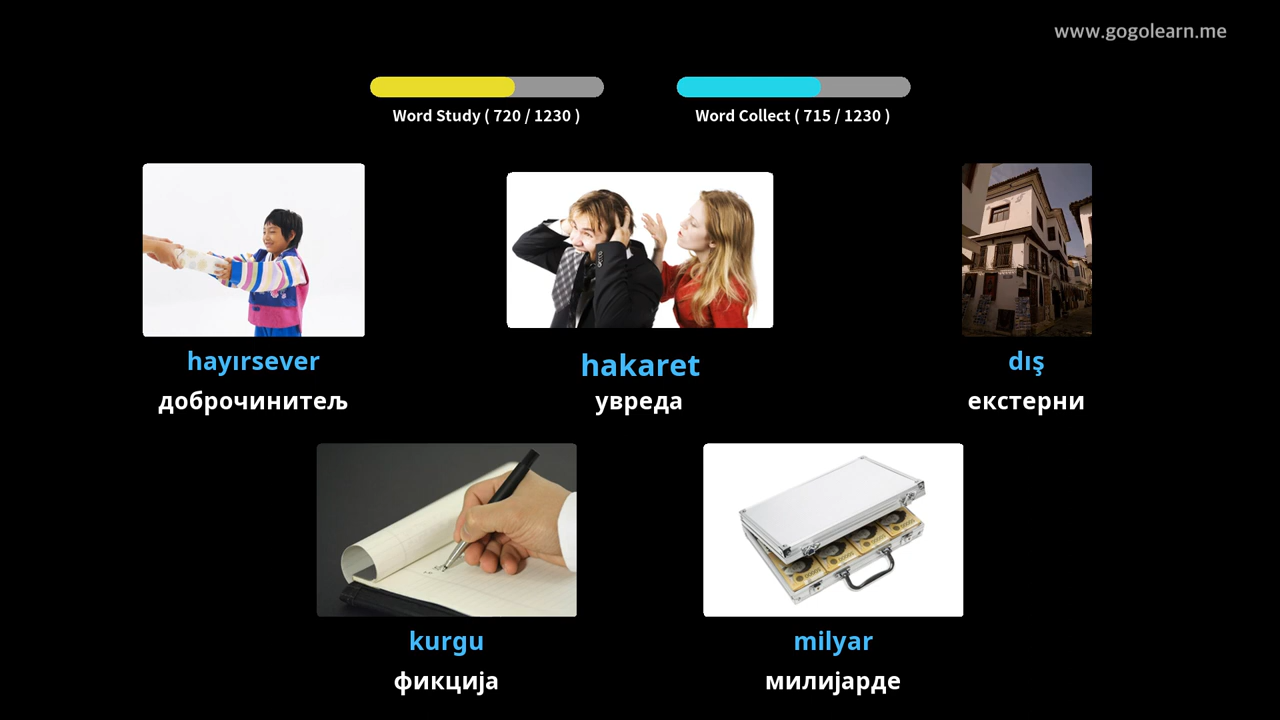 www.gogolearn.me
Word Study ( 720 / 1230 )
Word Collect ( 715 / 1230 )
hayırsever
доброчинитељ
hakaret
увреда
dış
екстерни
kurgu
фикција
milyar
милијарде